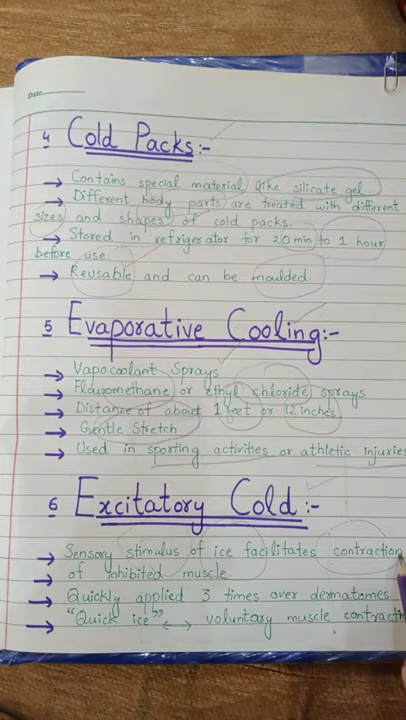 Date
4 Cold Packs:-
→ Contains special material like silicate gel
→ Different body parts are treated with different
sizes and shapes of cold packs.
→ Stored in refrigerator for 20 min to 1 hour
before use
→ Reusable and can be moulded.
5 Evaporative Cooling:-
→ Vapocoolant Sprays
→ Flauromethane or ethyl chloride sprays
→ Distance of about 1 feet or 12 inches
→ Gentle Stretch
→ Used in sporting activities or athletic injuries
6 Excitatory Cold:-
→ Sensory stimulus of ice facilitates contraction
→ of inhibited muscle.
→ Quickly applied 3 times over dermatomes.
→ "Quick ice" ↔ voluntary muscle contracti